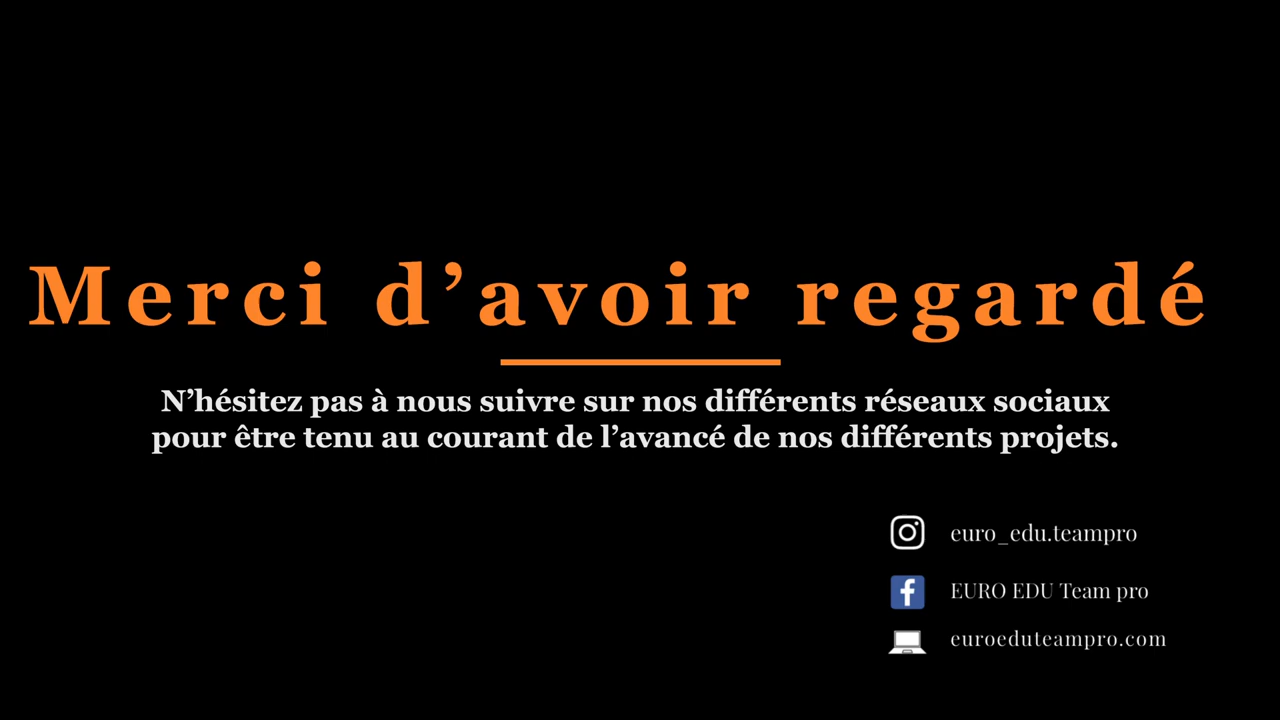 Merci d’avoir regardé
N’hésitez pas à nous suivre sur nos différents réseaux sociaux
pour être tenu au courant de l’avancé de nos différents projets.
euro_edu.teampro
EURO EDU Team pro
euroeduteampro.com